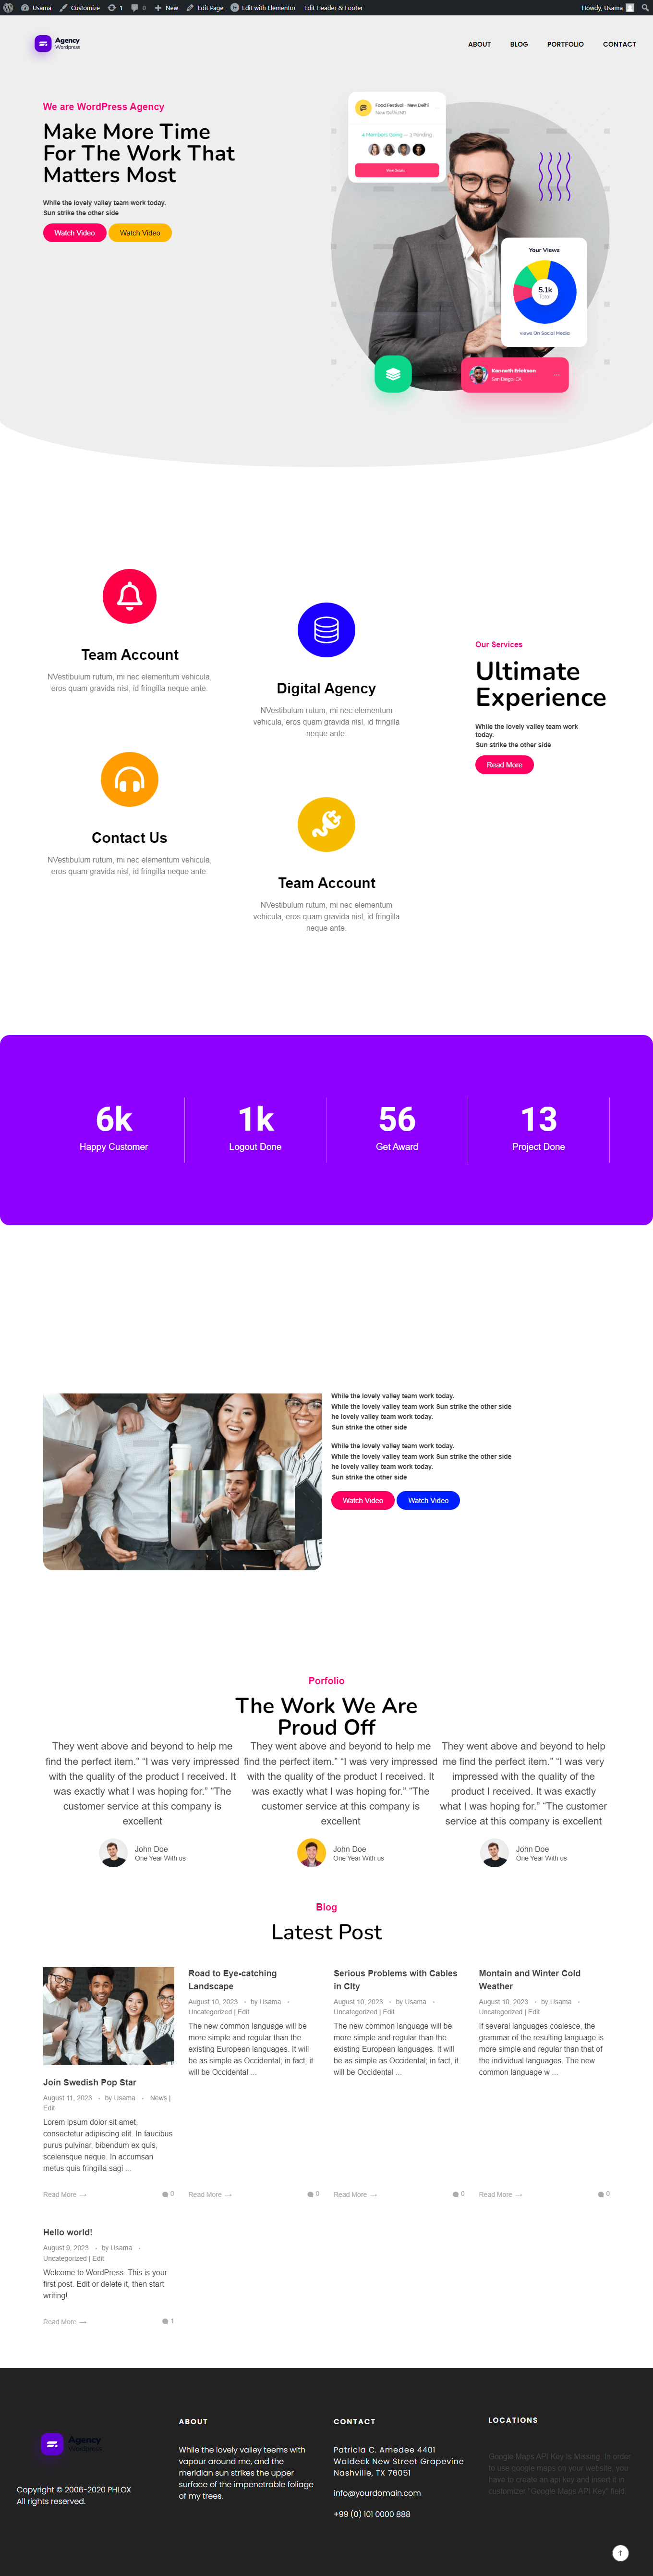 Usama
Customize
1
0
New
Edit Page
Edit with Elementor
Edit Header & Footer
Howdy, Usama
Agency
Wordpress
ABOUT
BLOG
PORTFOLIO
CONTACT
We are WordPress Agency
Make More Time
For The Work That
Matters Most
While the lovely valley team work today.
Sun strike the other side
Watch Video
Watch Video
Food Festivall - New Delhi
New Delhi,IND
4 Members Going — 3 Pending
View Details
Your Views
5.1k
Total
Views On Social Media
Kenneth Erickson
San Diego, CA
Team Account
NVestibulum rutum, mi nec elementum vehicula,
eros quam gravida nisl, id fringilla neque ante.
Digital Agency
NVestibulum rutum, mi nec elementum
vehicula, eros quam gravida nisl, id fringilla
neque ante.
Our Services
Ultimate
Experience
While the lovely valley team work
today.
Sun strike the other side
Read More
Contact Us
NVestibulum rutum, mi nec elementum vehicula,
eros quam gravida nisl, id fringilla neque ante.
Team Account
NVestibulum rutum, mi nec elementum
vehicula, eros quam gravida nisl, id fringilla
neque ante.
6k
Happy Customer
1k
Logout Done
56
Get Award
13
Project Done
While the lovely valley team work today.
While the lovely valley team work Sun strike the other side
he lovely valley team work today.
Sun strike the other side
While the lovely valley team work today.
While the lovely valley team work Sun strike the other side
he lovely valley team work today.
Sun strike the other side
Watch Video
Watch Video
Porfolio
The Work We Are
Proud Off
They went above and beyond to help me
find the perfect item.” “I was very impressed
with the quality of the product I received. It
was exactly what I was hoping for.” “The
customer service at this company is
excellent
John Doe
One Year With us
They went above and beyond to help me
find the perfect item.” “I was very impressed
with the quality of the product I received. It
was exactly what I was hoping for.” “The
customer service at this company is
excellent
John Doe
One Year With us
They went above and beyond to help
me find the perfect item.” “I was very
impressed with the quality of the
product I received. It was exactly
what I was hoping for.” “The customer
service at this company is excellent
John Doe
One Year With us
Blog
Latest Post
Join Swedish Pop Star
August 11, 2023 - by Usama - News |
Edit
Lorem ipsum dolor sit amet,
consectetur adipiscing elit. In faucibus
purus pulvinar, bibendum ex quis,
scelerisque neque. In accumsan
metus quis fringilla sagi ...
Read More →
0
Road to Eye-catching
Landscape
August 10, 2023 - by Usama -
Uncategorized | Edit
The new common language will be
more simple and regular than the
existing European languages. It will
be as simple as Occidental; in fact, it
will be Occidental ...
Read More →
0
Serious Problems with Cables
in CIty
August 10, 2023 - by Usama -
Uncategorized | Edit
The new common language will be
more simple and regular than the
existing European languages. It will
be as simple as Occidental; in fact, it
will be Occidental ...
Read More →
0
Montain and Winter Cold
Weather
August 10, 2023 - by Usama -
Uncategorized | Edit
If several languages coalesce, the
grammar of the resulting language is
more simple and regular than that of
the individual languages. The new
common language w ...
Read More →
0
Hello world!
August 9, 2023 - by Usama -
Uncategorized | Edit
Welcome to WordPress. This is your
first post. Edit or delete it, then start
writing!
Read More →
1
Agency
Wordpress
Copyright © 2006-2020 PHLOX
All rights reserved.
ABOUT
While the lovely valley teems with
vapour around me, and the
meridian sun strikes the upper
surface of the impenetrable foliage
of my trees.
CONTACT
Patricia C. Amedee 4401
Waldeck New Street Grapevine
Nashville, TX 76051
info@yourdomain.com
+99 (0) 101 0000 888
LOCATIONS
Google Maps API Key Is Missing. In order
to use google maps on your website, you
have to create an api key and insert it in
customizer "Google Maps API Key" field.